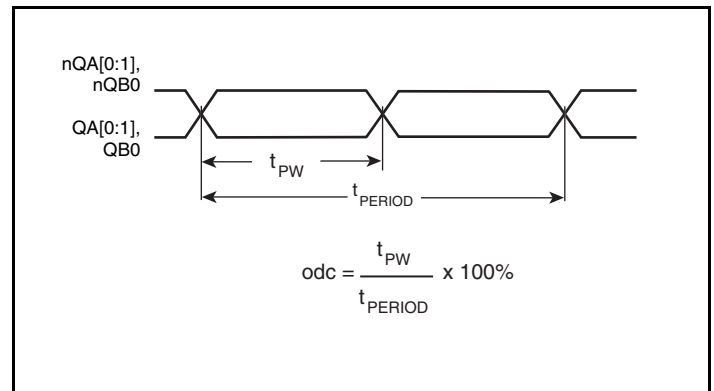 nQA[0:1],
nQB0
QA[0:1],
QB0
tPW
tPERIOD
odc = tPW / tPERIOD x 100%